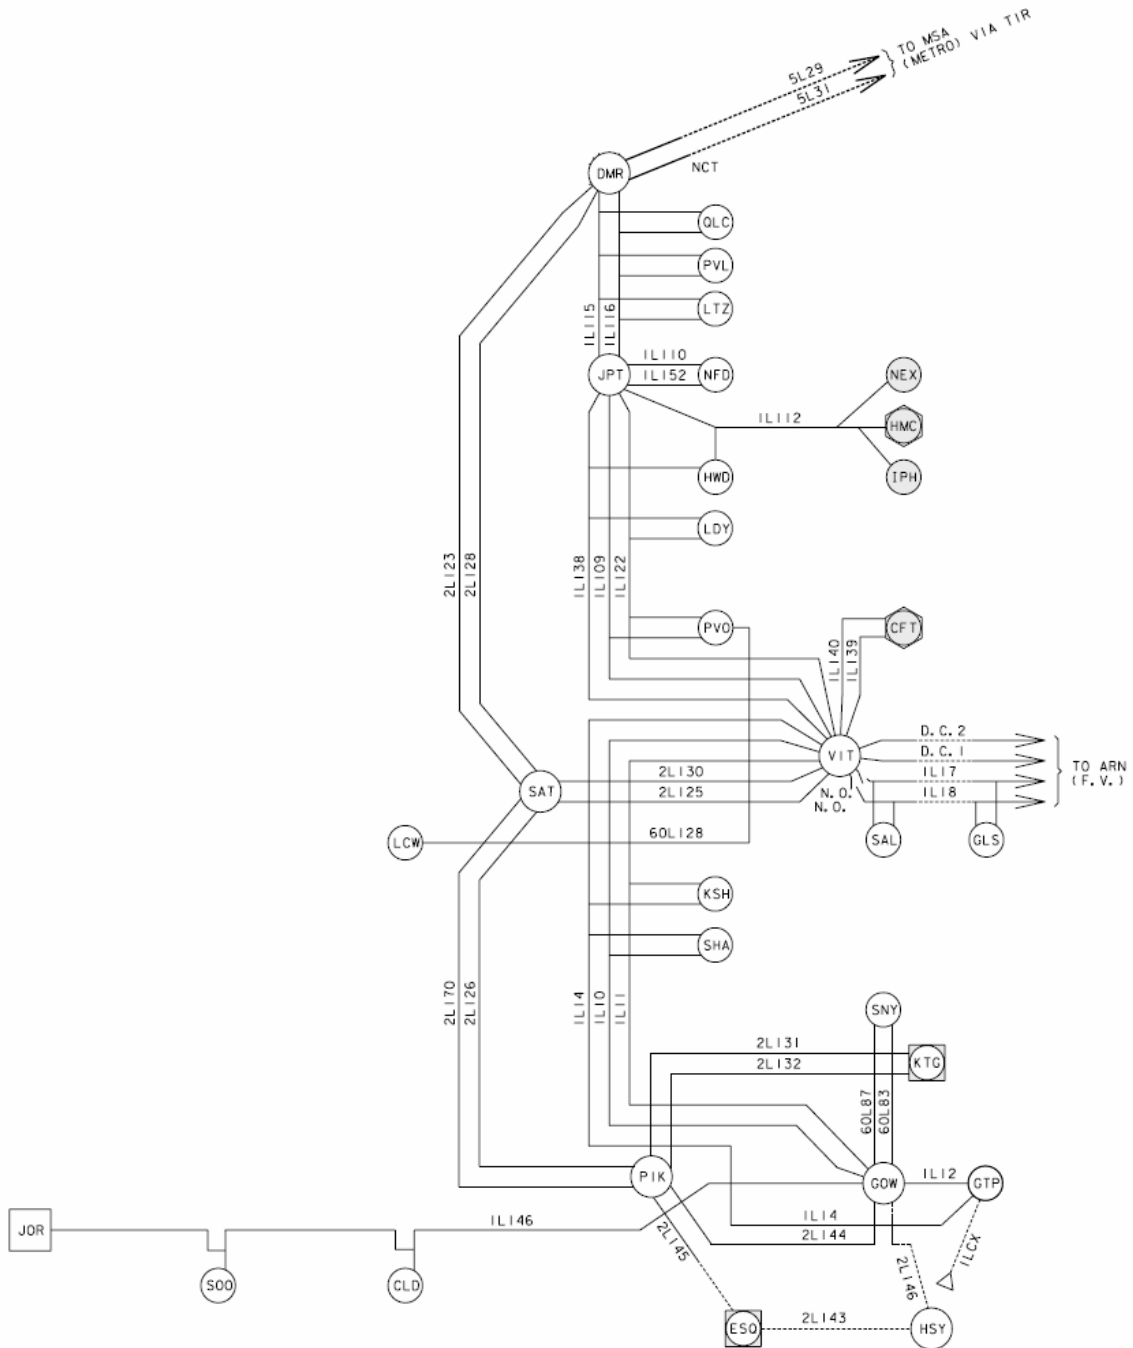 TO MSA
(METRO) VIA TIR
5L29
5L31
NCT
DMR
QLC
PVL
LTZ
1L115
1L116
1L110
JPT
1L152
NFD
NEX
1L112
HMC
HWD
IPH
LDY
2L123
2L128
1L138
1L109
1L122
PVO
CFT
1L140
1L139
D.C.2
D.C.1
VIT
1L17
1L18
TO ARN
(F.V.)
2L130
2L125
SAT
N.O.
N.O.
60L128
LCW
SAL
GLS
KSH
SHA
2L170
2L126
1L14
1L10
1L11
SNY
2L131
2L132
KTG
60L87
60L83
PIK
GOW
1L12
GTP
1L146
1L14
2L144
JOR
2L145
1LCX
SOO
CLD
2L146
ESQ
2L143
HSY